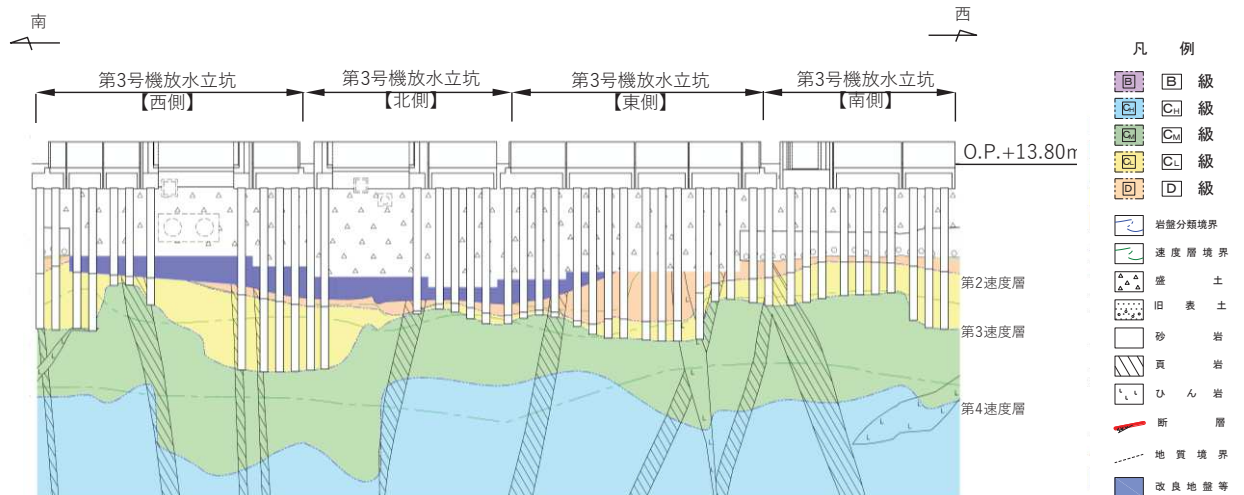 南
西
第3号機放水立坑
【西側】
第3号機放水立坑
【北側】
第3号機放水立坑
【東側】
第3号機放水立坑
【南側】
O.P.+13.80m
第2速度層
第3速度層
第4速度層
凡 例
B B 級
CH CH 級
CM CM 級
CL CL 級
D D 級
岩盤分類境界
速度層境界
盛 土
旧 表 土
砂 岩
頁 岩
ひ ん 岩
断 層
地 質 境 界
改 良 地 盤 等